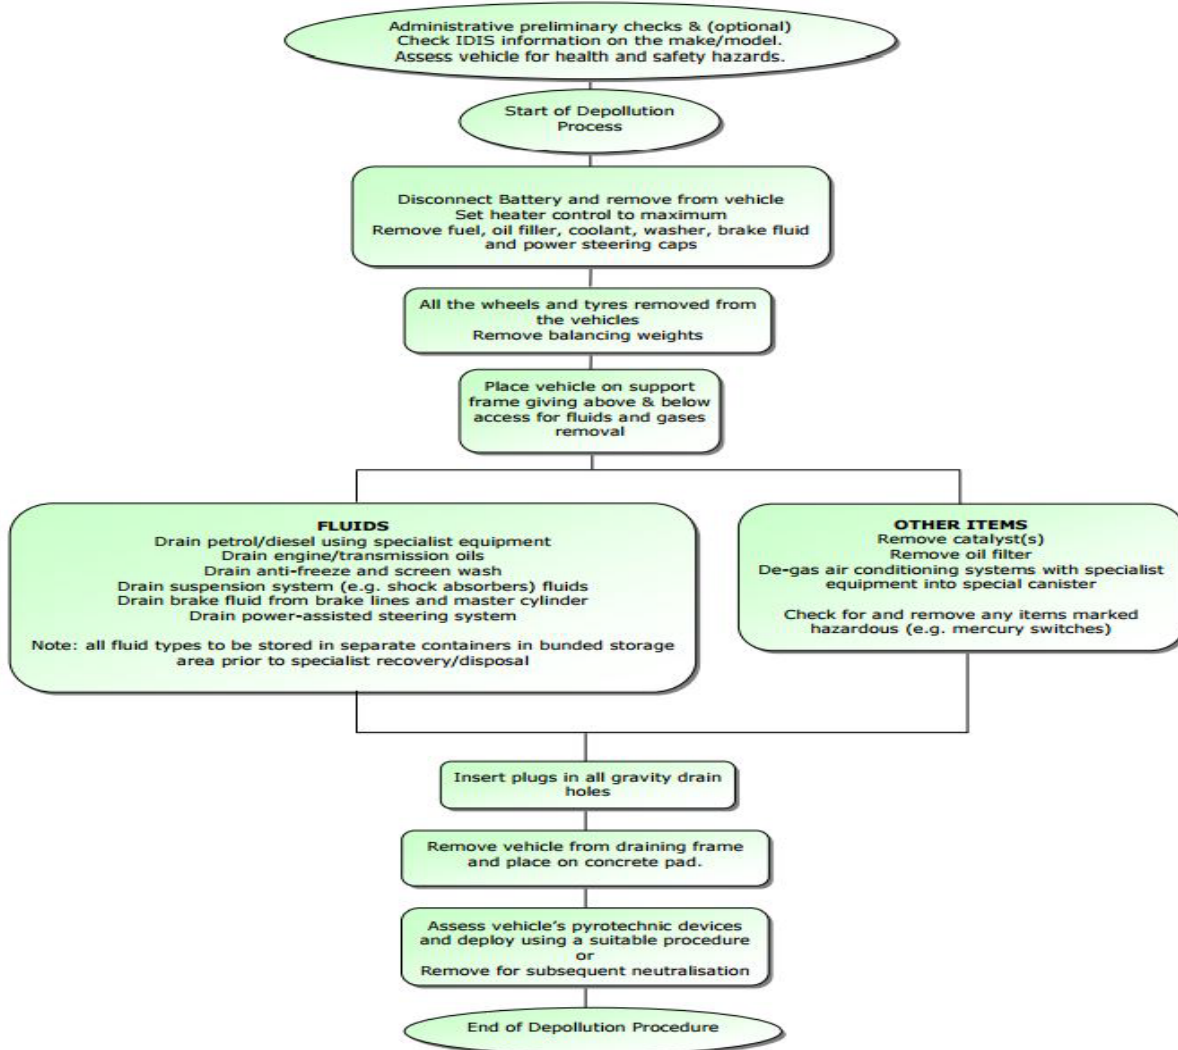 Administrative preliminary checks & (optional)
Check IDIS information on the make/model.
Assess vehicle for health and safety hazards.
Start of Depollution
Process
Disconnect Battery and remove from vehicle
Set heater control to maximum
Remove fuel, oil filler, coolant, washer, brake fluid
and power steering caps
All the wheels and tyres removed from
the vehicles
Remove balancing weights
Place vehicle on support
frame giving above & below
access for fluids and gases
removal
FLUIDS
Drain petrol/diesel using specialist equipment
Drain engine/transmission oils
Drain anti-freeze and screen wash
Drain suspension system (e.g. shock absorbers) fluids
Drain brake fluid from brake lines and master cylinder
Drain power-assisted steering system
Note: all fluid types to be stored in separate containers in bunded storage
area prior to specialist recovery/disposal
OTHER ITEMS
Remove catalyst(s)
Remove oil filter
De-gas air conditioning systems with specialist
equipment into special canister
Check for and remove any items marked
hazardous (e.g. mercury switches)
Insert plugs in all gravity drain
holes
Remove vehicle from draining frame
and place on concrete pad.
Assess vehicle's pyrotechnic devices
and deploy using a suitable procedure
or
Remove for subsequent neutralisation
End of Depollution Procedure